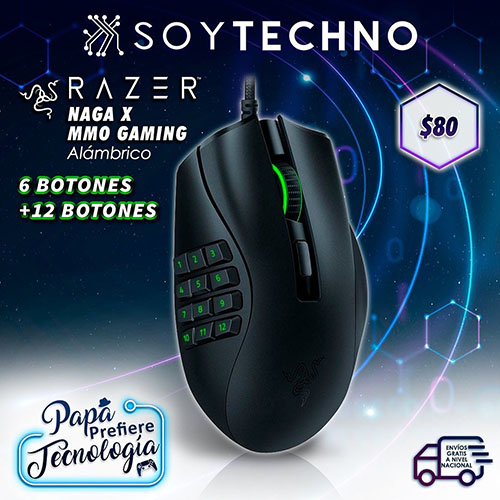 SOYTECHNO
RAZER™
NAGA X
MMO GAMING
Alámbrico
$80
6 BOTONES
+12 BOTONES
1 2 3
4 5 6
7 8 9
10 11 12
Papá
Prefiere
Tecnología
ENVÍOS
GRATIS
A NIVEL
NACIONAL